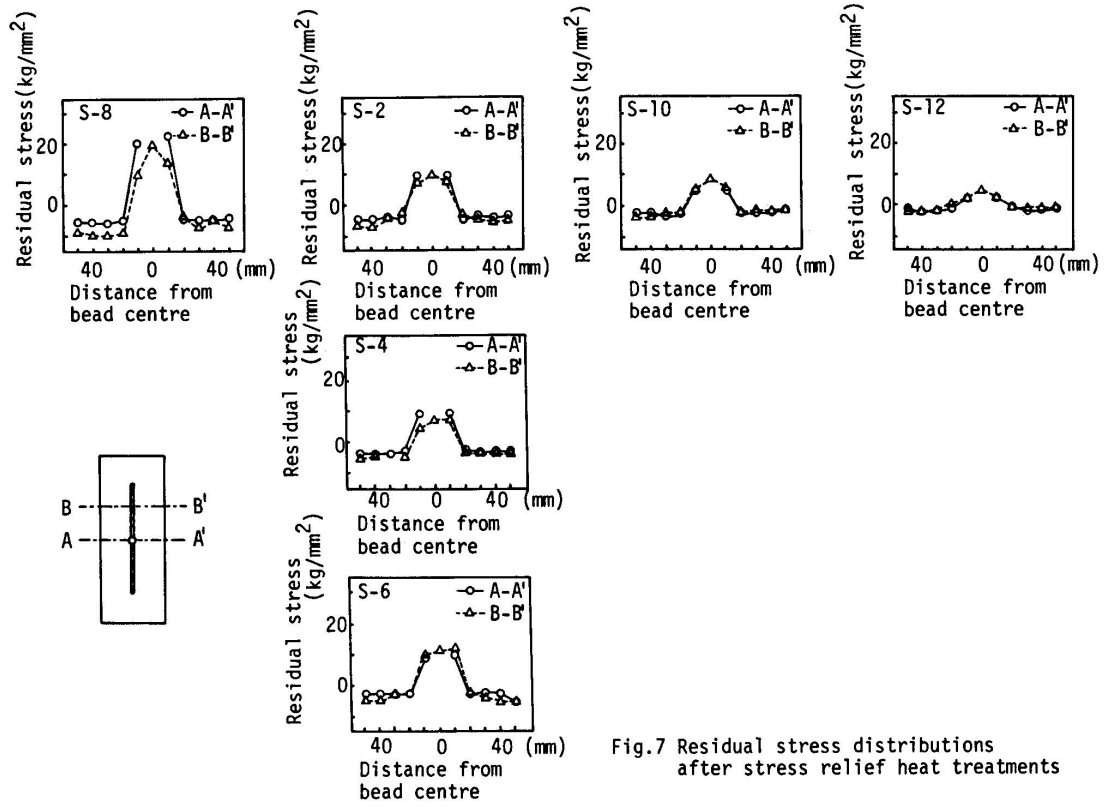 Residual stress(kg/mm²)
S-8
A-A'
B-B'
20
0
40 0 40 (mm)
Distance from
bead centre
Residual stress(kg/mm²)
S-2
A-A'
B-B'
20
0
40 0 40 (mm)
Distance from
bead centre
Residual stress(kg/mm²)
S-10
A-A'
B-B'
20
0
40 0 40 (mm)
Distance from
bead centre
Residual stress(kg/mm²)
S-12
A-A'
B-B'
20
0
40 0 40 (mm)
Distance from
bead centre
Residual stress
(kg/mm²)
S-4
A-A'
B-B'
20
0
40 0 40 (mm)
Distance from
bead centre
B B'
A A'
Residual stress
(kg/mm²)
S-6
A-A'
B-B'
20
0
40 0 40 (mm)
Distance from
bead centre
Fig.7 Residual stress distributions
after stress relief heat treatments